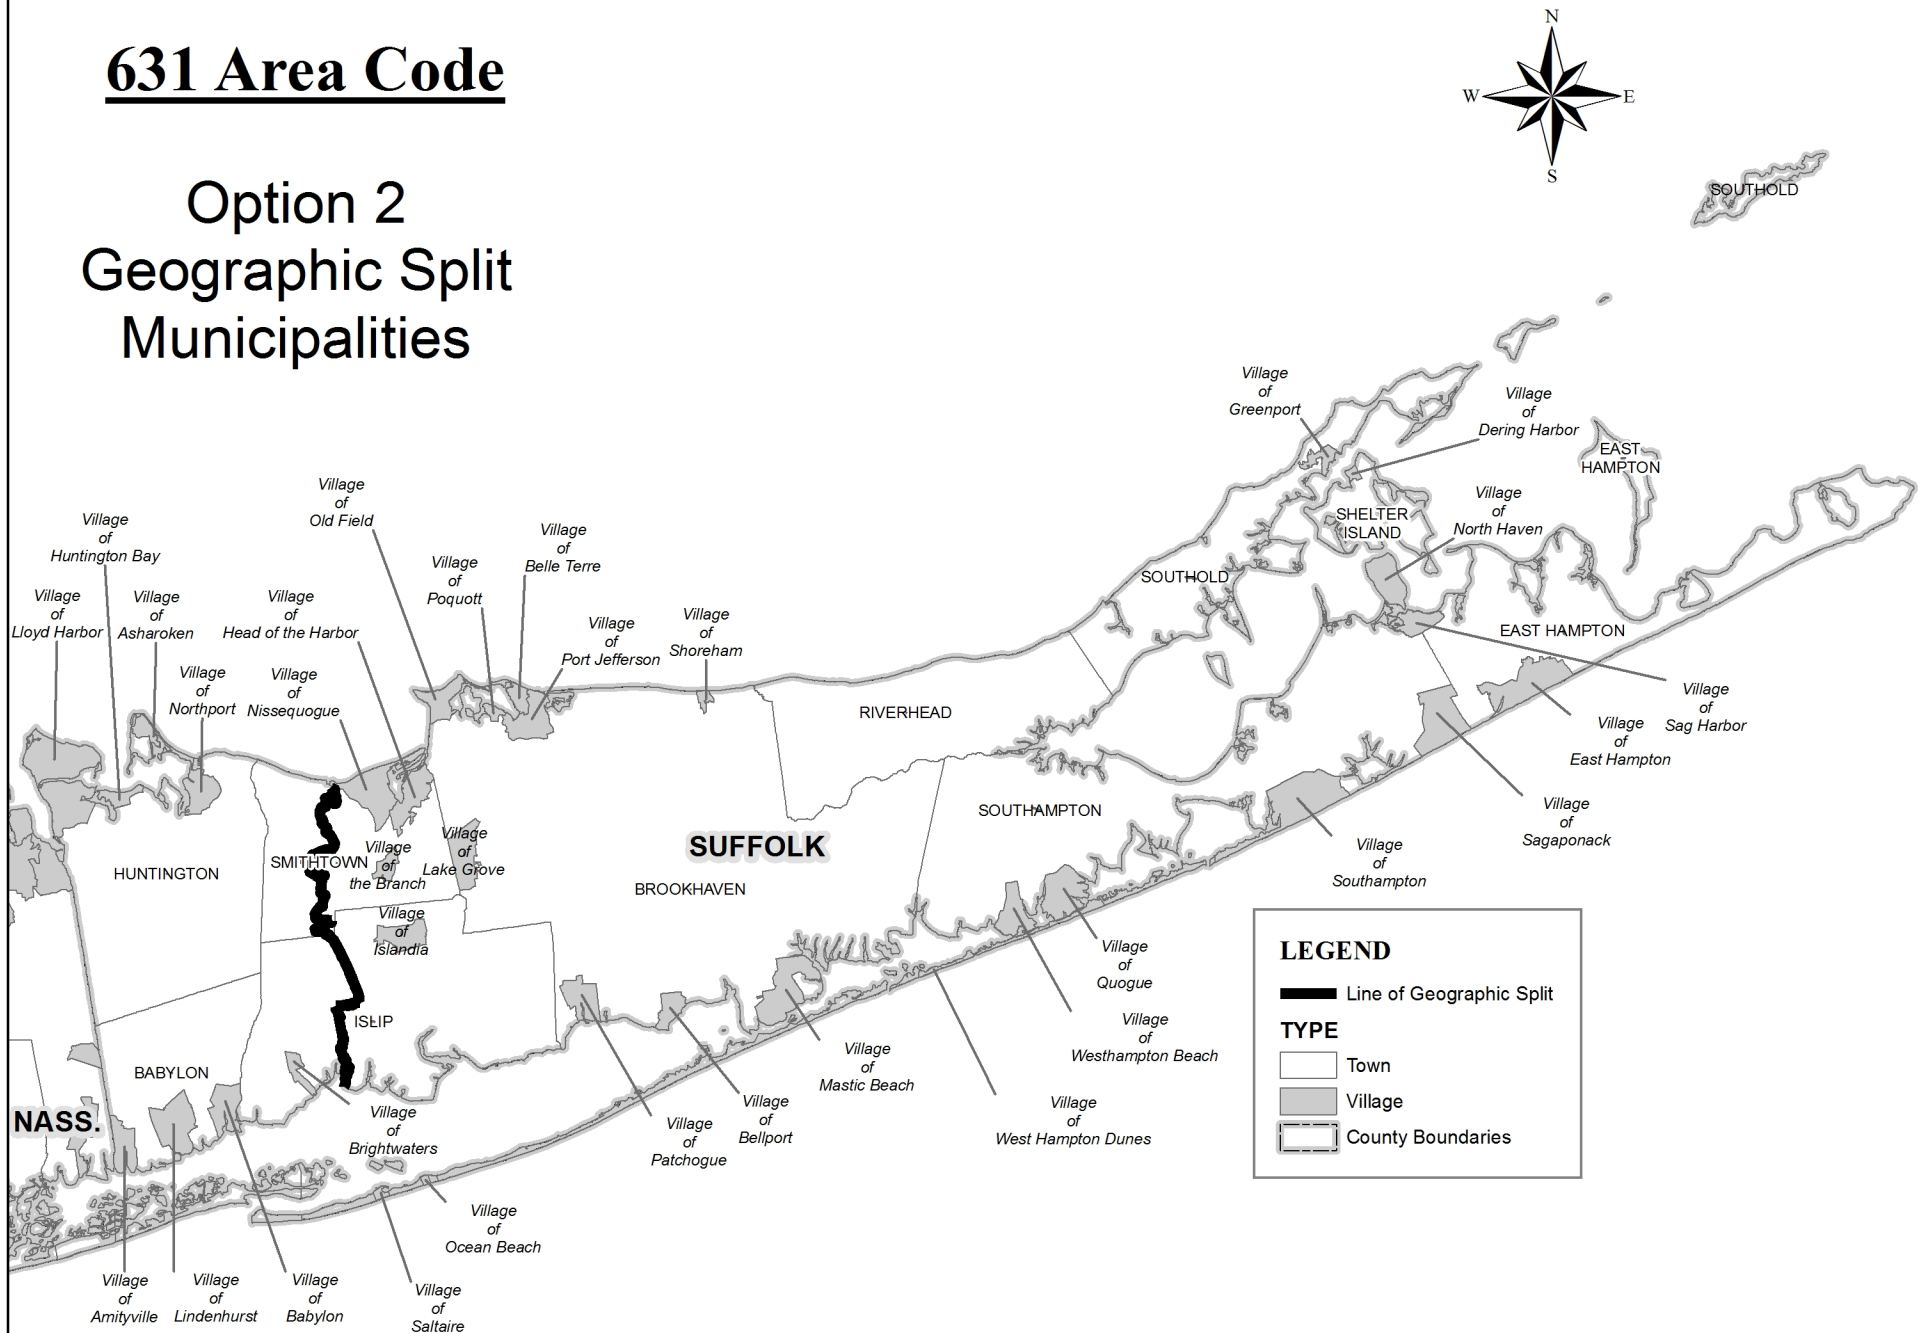 631 Area Code
Option 2
Geographic Split
Municipalities
N
W
E
S
SOUTHOLD
Village
of
Greenport
Village
of
Dering Harbor
EAST
HAMPTON
Village
of
North Haven
SHELTER
ISLAND
SOUTHOLD
EAST HAMPTON
Village
of
Old Field
Village
of
Huntington Bay
Village
of
Belle Terre
Village
of
Poquott
Village
of
Lloyd Harbor
Village
of
Asharoken
Village
of
Head of the Harbor
Village
of
Port Jefferson
Village
of
Shoreham
Village
of
Northport
Village
of
Nissequogue
RIVERHEAD
Village
of
Sag Harbor
Village
of
East Hampton
Village
of
Sagaponack
SOUTHAMPTON
Village
of
Southampton
SUFFOLK
HUNTINGTON
SMITHTOWN
Village
of
the Branch
Village
of
Lake Grove
BROOKHAVEN
Village
of
Islandia
Village
of
Quogue
Village
of
Westhampton Beach
ISLIP
BABYLON
Village
of
Mastic Beach
NASS.
Village
of
Brightwaters
Village
of
Patchogue
Village
of
Bellport
Village
of
West Hampton Dunes
Village
of
Ocean Beach
Village
of
Amityville
Village
of
Lindenhurst
Village
of
Babylon
Village
of
Saltaire
LEGEND
Line of Geographic Split
TYPE
Town
Village
County Boundaries